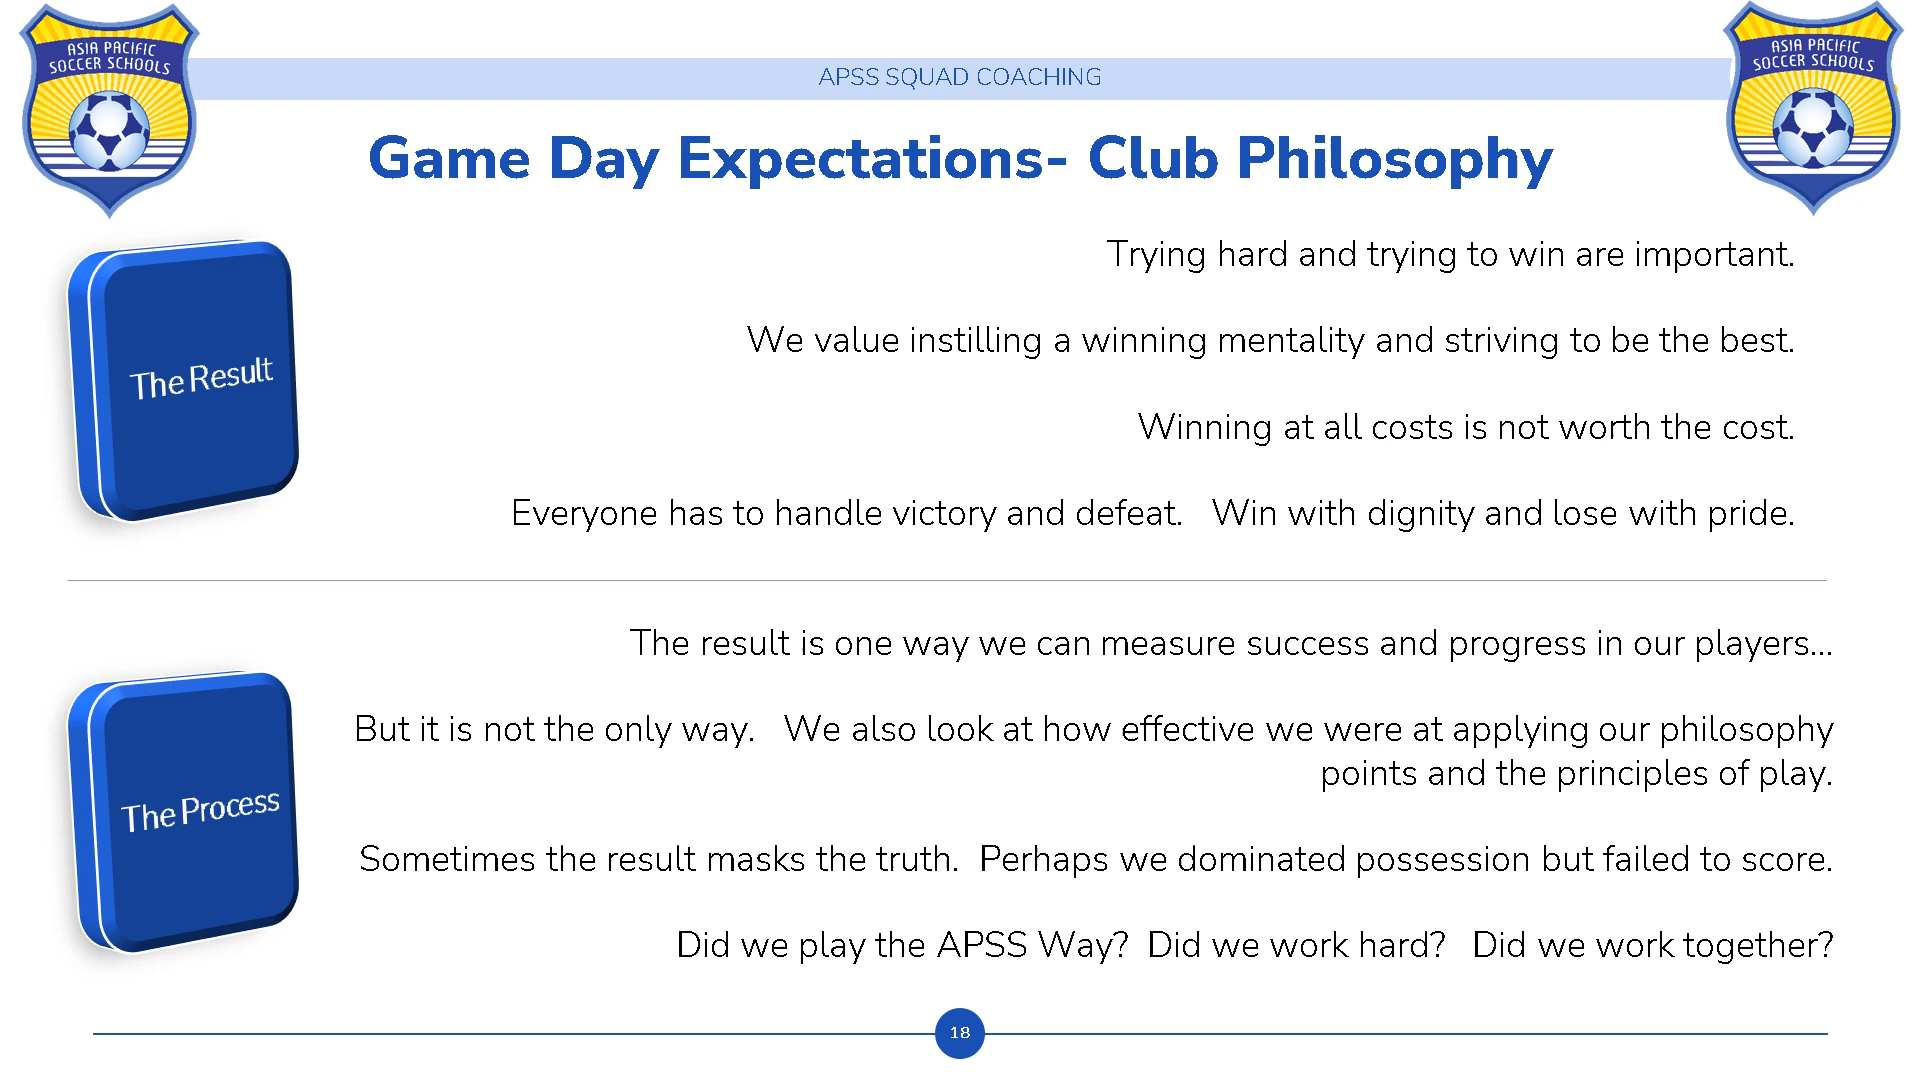 ASIA PACIFIC
SOCCER SCHOOLS
APSS SQUAD COACHING
ASIA PACIFIC
SOCCER SCHOOLS
Game Day Expectations- Club Philosophy
The Result
Trying hard and trying to win are important.
We value instilling a winning mentality and striving to be the best.
Winning at all costs is not worth the cost.
Everyone has to handle victory and defeat.   Win with dignity and lose with pride.
The Process
The result is one way we can measure success and progress in our players...
But it is not the only way.   We also look at how effective we were at applying our philosophy
points and the principles of play.
Sometimes the result masks the truth.  Perhaps we dominated possession but failed to score.
Did we play the APSS Way?  Did we work hard?   Did we work together?
18